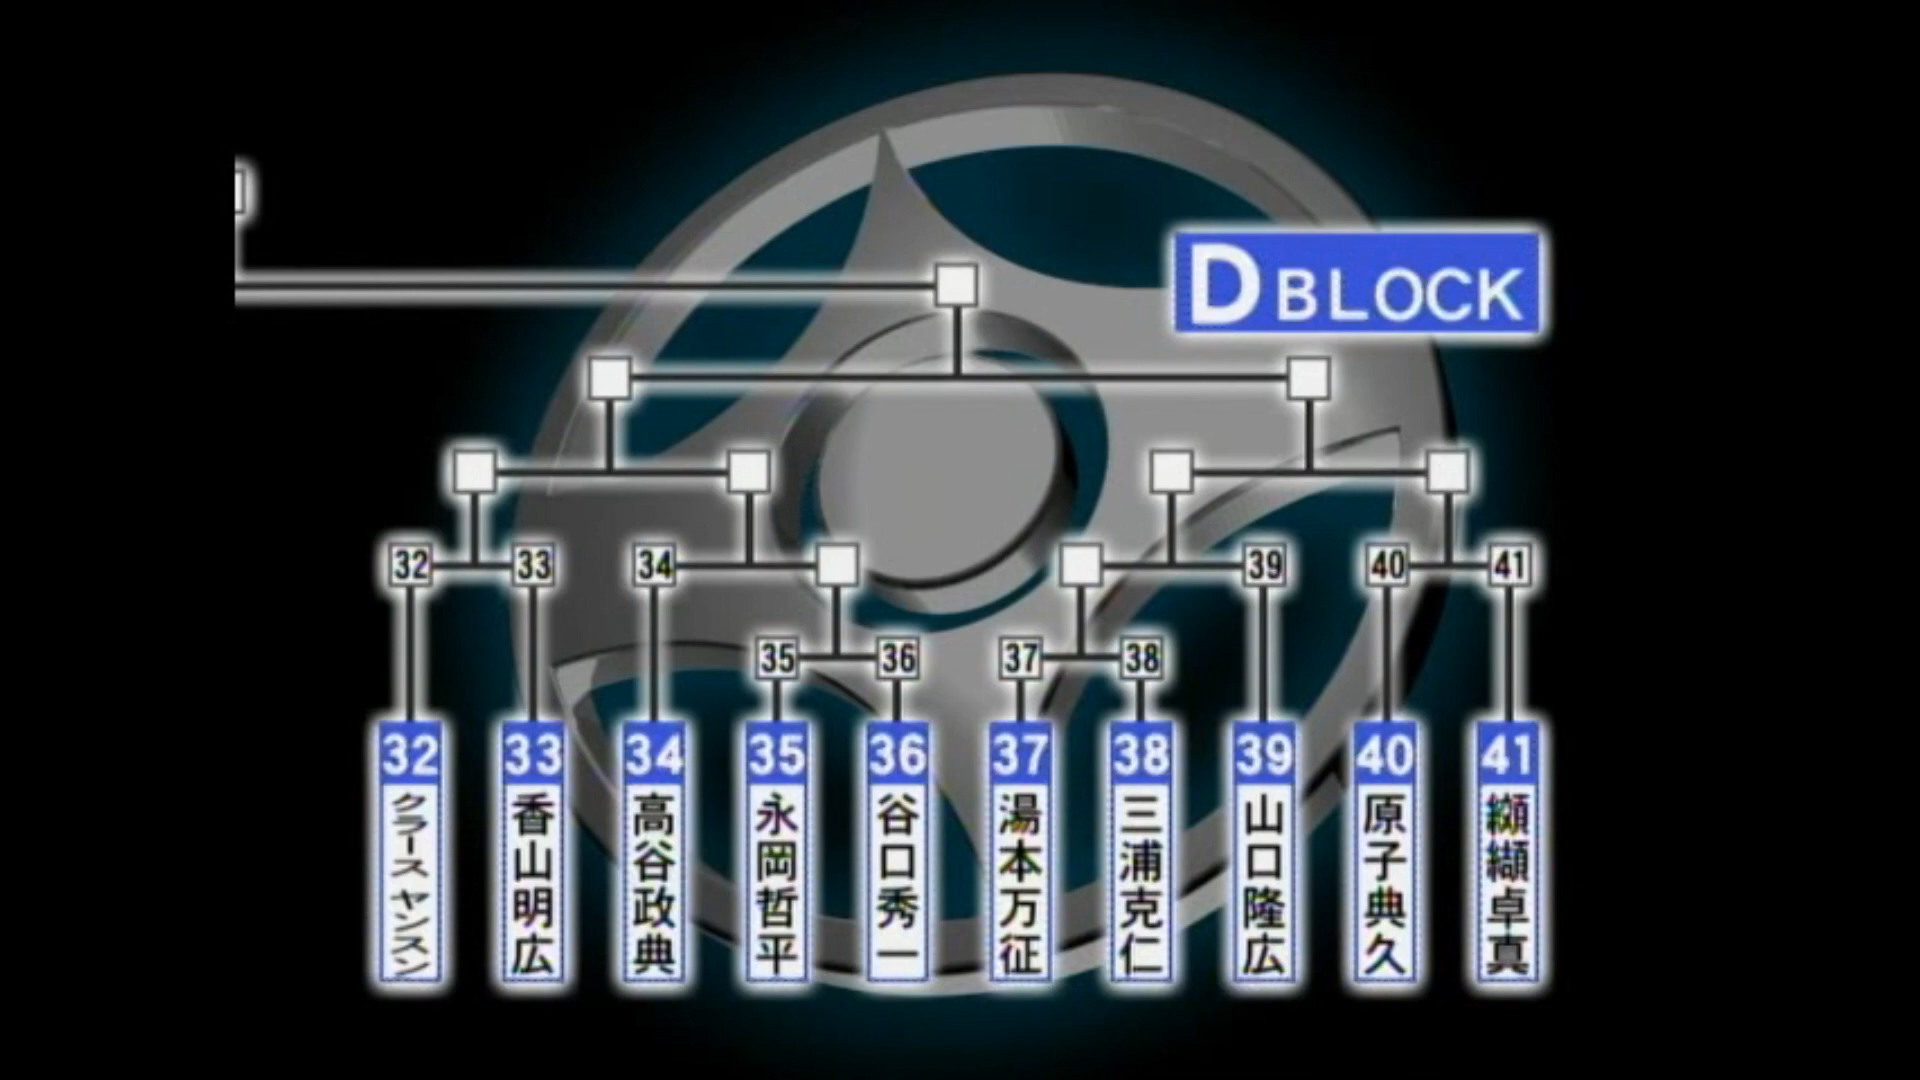 D BLOCK
32 33 34 39 40 41
35 36 37 38
32 33 34 35 36 37 38 39 40 41
クラース ヤンスン
香山明広
高谷政典
永岡哲平
谷口秀一
湯本万征
三浦克仁
山口隆広
原子典久
纐纈卓真